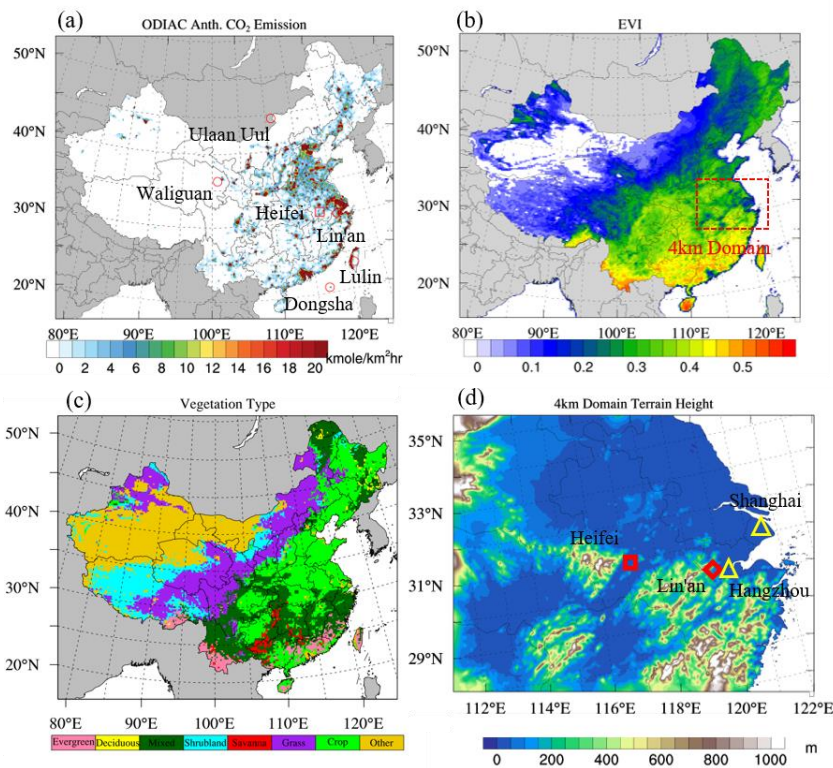 (a)
ODIAC Anth. CO₂ Emission
50°N
40°N
30°N
20°N
Ulaan Uul
Waliguan
Heifei
Lin'an
Lulin
Dongsha
80°E 90°E 100°E 110°E 120°E
0 2 4 6 8 10 12 14 16 18 20 kmole/km²hr
(b)
EVI
50°N
40°N
30°N
20°N
4km Domain
80°E 90°E 100°E 110°E 120°E
0 0.1 0.2 0.3 0.4 0.5
(c)
Vegetation Type
50°N
40°N
30°N
20°N
80°E 90°E 100°E 110°E 120°E
Evergreen Deciduous Mixed Shrubland Savanna Grass Crop Other
(d)
4km Domain Terrain Height
35°N
33°N
31°N
29°N
Shanghai
Heifei
Lin'an
Hangzhou
112°E 114°E 116°E 118°E 120°E 122°E
0 200 400 600 800 1000 m